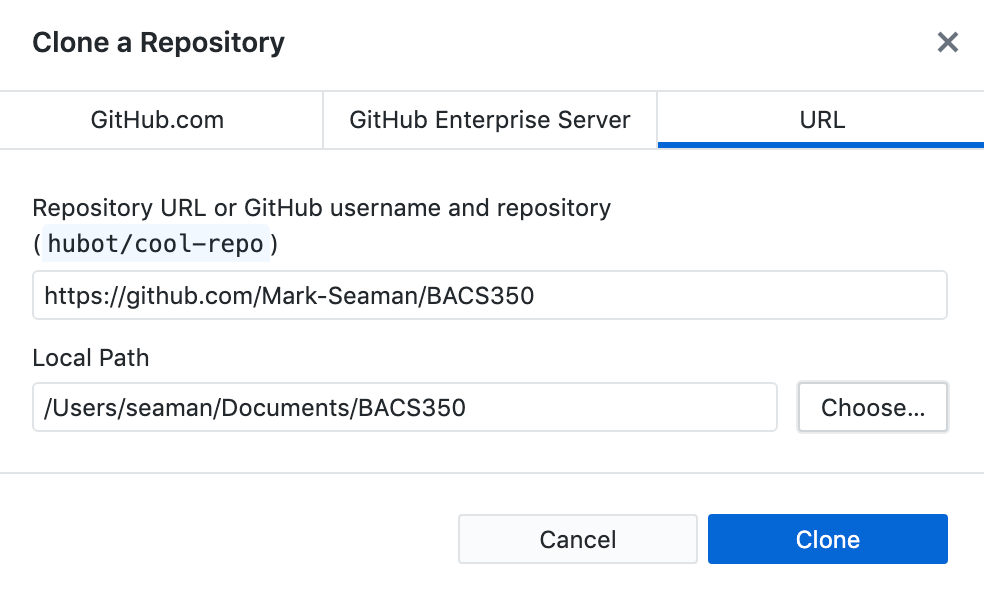 Clone a Repository
GitHub.com
GitHub Enterprise Server
URL
Repository URL or GitHub username and repository
(hubot/cool-repo)
https://github.com/Mark-Seaman/BACS350
Local Path
/Users/seaman/Documents/BACS350
Choose...
Cancel
Clone